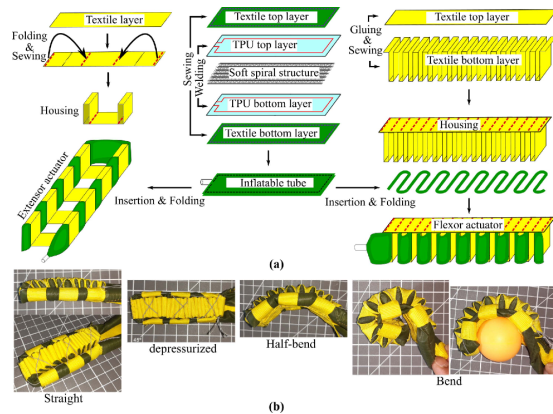 Textile layer
Folding
&
Sewing
Housing
Extensor actuator
Textile top layer
TPU top layer
Soft spiral structure
TPU bottom layer
Textile bottom layer
Sewing
Welding
Inflatable tube
Insertion & Folding
Insertion & Folding
Textile top layer
Gluing
&
Sewing
Textile bottom layer
Housing
Flexor actuator
(a)
Straight
depressurized
Half-bend
Bend
(b)